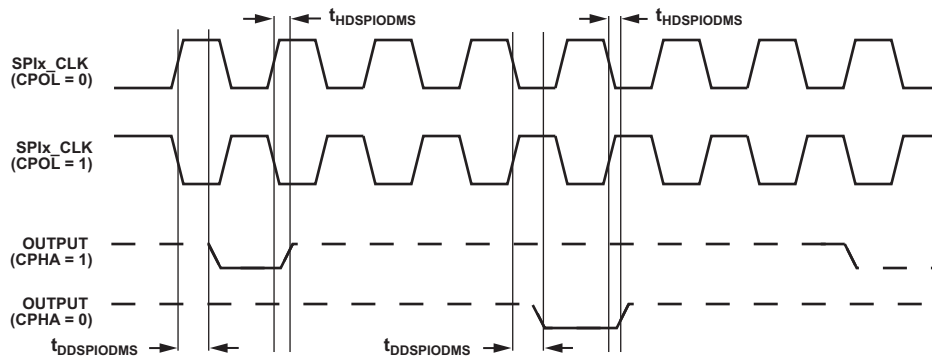 tHDSPIODMS tHDSPIODMS
SPIx_CLK
(CPOL = 0)
SPIx_CLK
(CPOL = 1)
OUTPUT
(CPHA = 1)
OUTPUT
(CPHA = 0)
tDDSPIODMS tDDSPIODMS